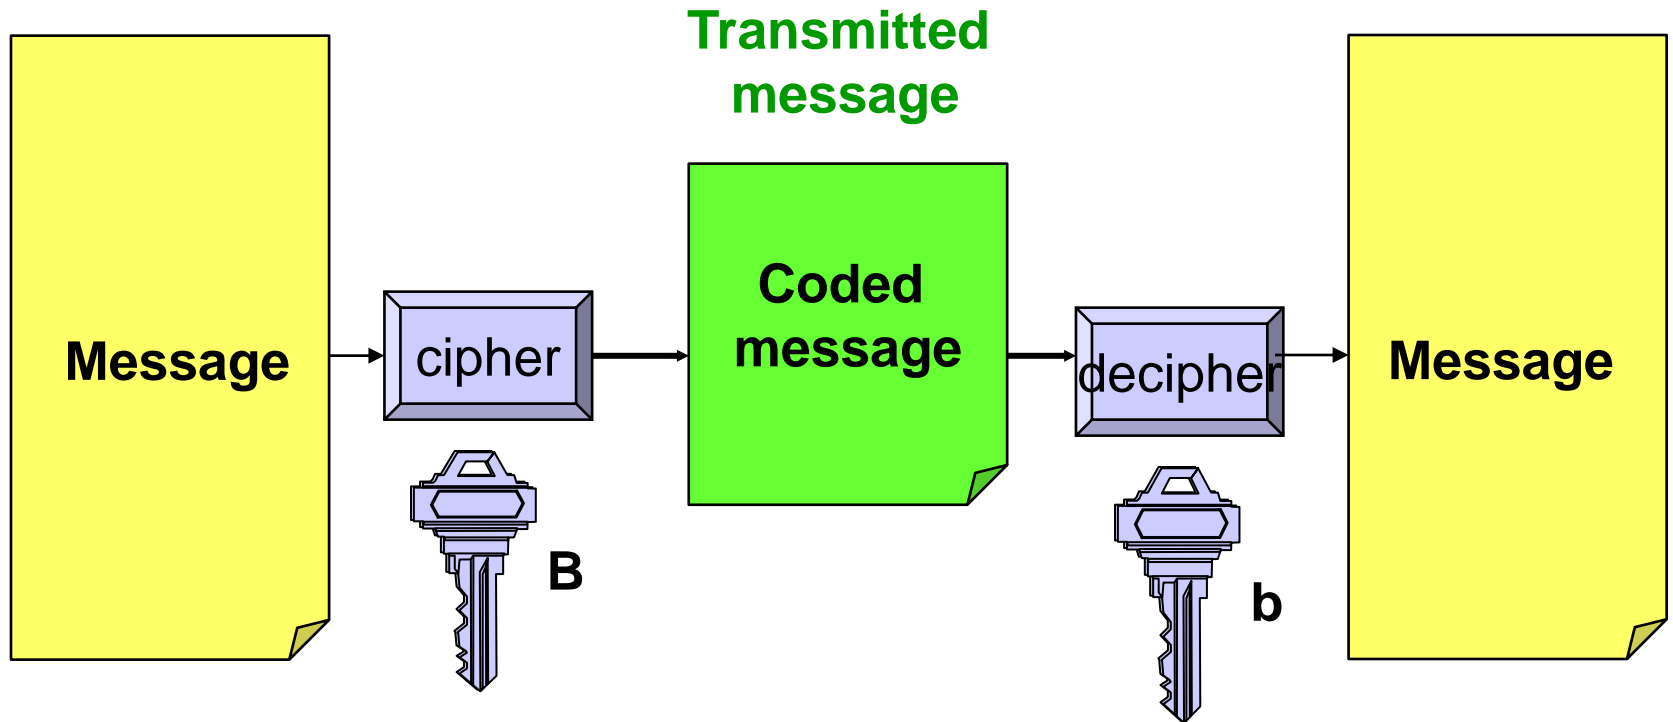 Transmitted
message
Message
cipher
Coded
message
decipher
Message
B
b